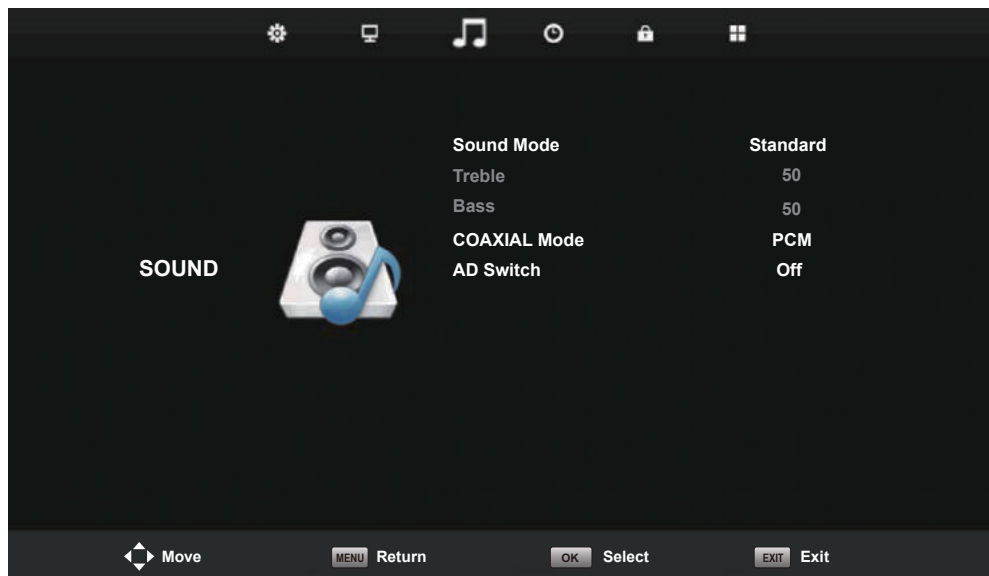 Sound Mode Standard
Treble 50
Bass 50
COAXIAL Mode PCM
SOUND
AD Switch Off
Move MENU Return OK Select EXIT Exit